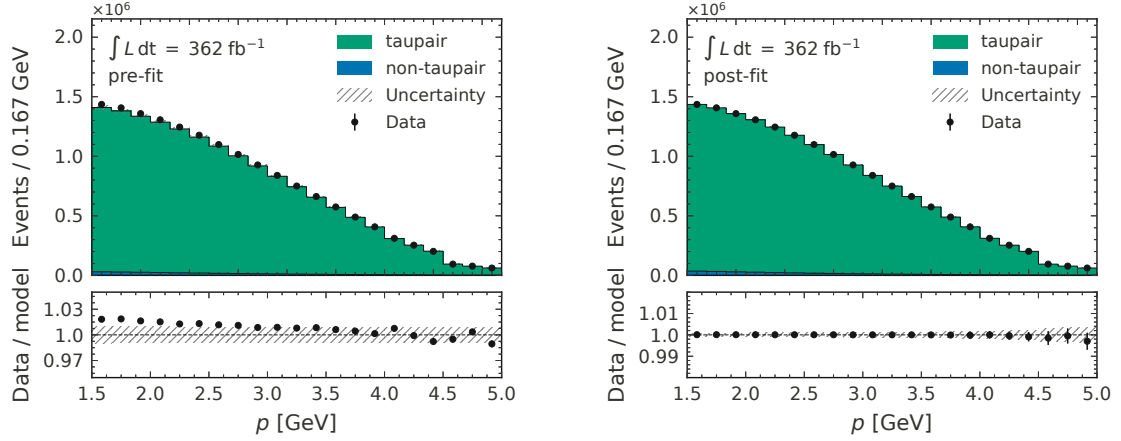 ×10⁶
2.0
1.5
1.0
0.5
0.0
Events / 0.167 GeV
∫ L dt = 362 fb⁻¹
pre-fit
taupair
non-taupair
Uncertainty
Data
1.03
1.0
0.97
Data / model
1.5 2.0 2.5 3.0 3.5 4.0 4.5 5.0
p [GeV]
×10⁶
2.0
1.5
1.0
0.5
0.0
Events / 0.167 GeV
∫ L dt = 362 fb⁻¹
post-fit
taupair
non-taupair
Uncertainty
Data
1.01
1.0
0.99
Data / model
1.5 2.0 2.5 3.0 3.5 4.0 4.5 5.0
p [GeV]